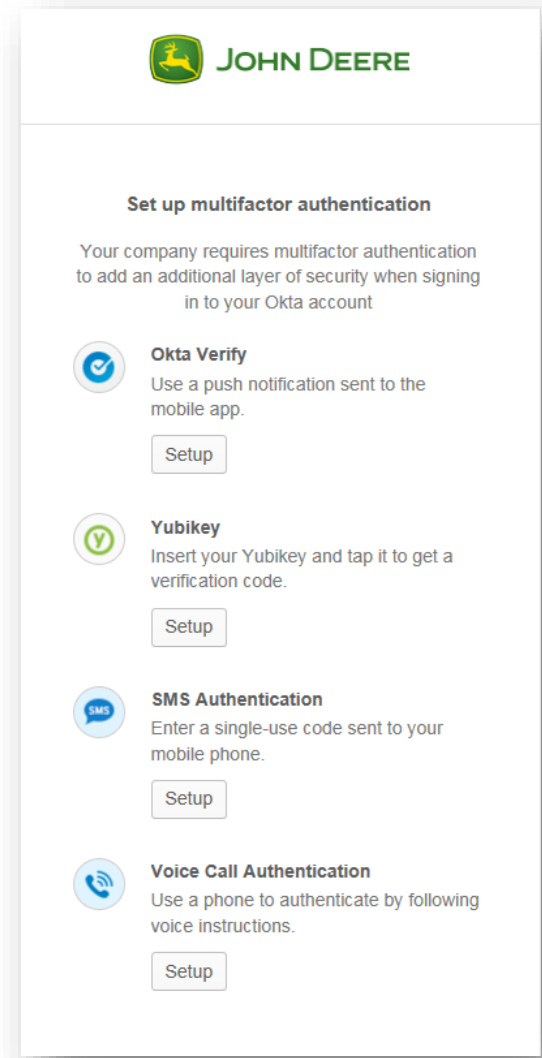 JOHN DEERE
Set up multifactor authentication
Your company requires multifactor authentication
to add an additional layer of security when signing
in to your Okta account
Okta Verify
Use a push notification sent to the
mobile app.
Setup
Yubikey
Insert your Yubikey and tap it to get a
verification code.
Setup
SMS
SMS Authentication
Enter a single-use code sent to your
mobile phone.
Setup
Voice Call Authentication
Use a phone to authenticate by following
voice instructions.
Setup